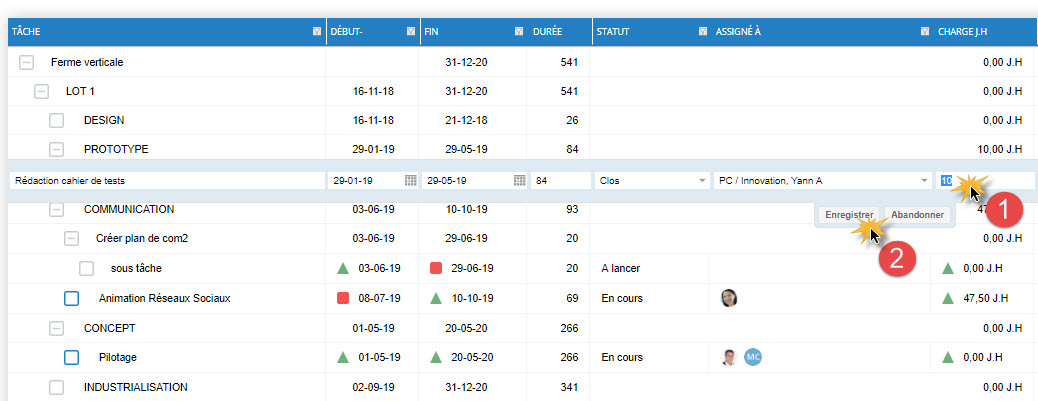 TÂCHE DÉBUT- FIN DURÉE STATUT ASSIGNÉ À CHARGE J.H
Ferme verticale 31-12-20 541 0,00 J.H
LOT 1 16-11-18 31-12-20 541 0,00 J.H
DESIGN 16-11-18 21-12-18 26 0,00 J.H
PROTOTYPE 29-01-19 29-05-19 84 10,00 J.H
Rédaction cahier de tests 29-01-19 29-05-19 84 Clos PC / Innovation, Yann A 10
1
COMMUNICATION 03-06-19 10-10-19 93
Enregistrer Abandonner
Créer plan de com2 03-06-19 29-06-19 20 0,00 J.H
2
sous tâche 03-06-19 29-06-19 20 A lancer 0,00 J.H
Animation Réseaux Sociaux 08-07-19 10-10-19 69 En cours 47,50 J.H
CONCEPT 01-05-19 20-05-20 266 0,00 J.H
Pilotage 01-05-19 20-05-20 266 En cours MC 0,00 J.H
INDUSTRIALISATION 02-09-19 31-12-20 341 0,00 J.H